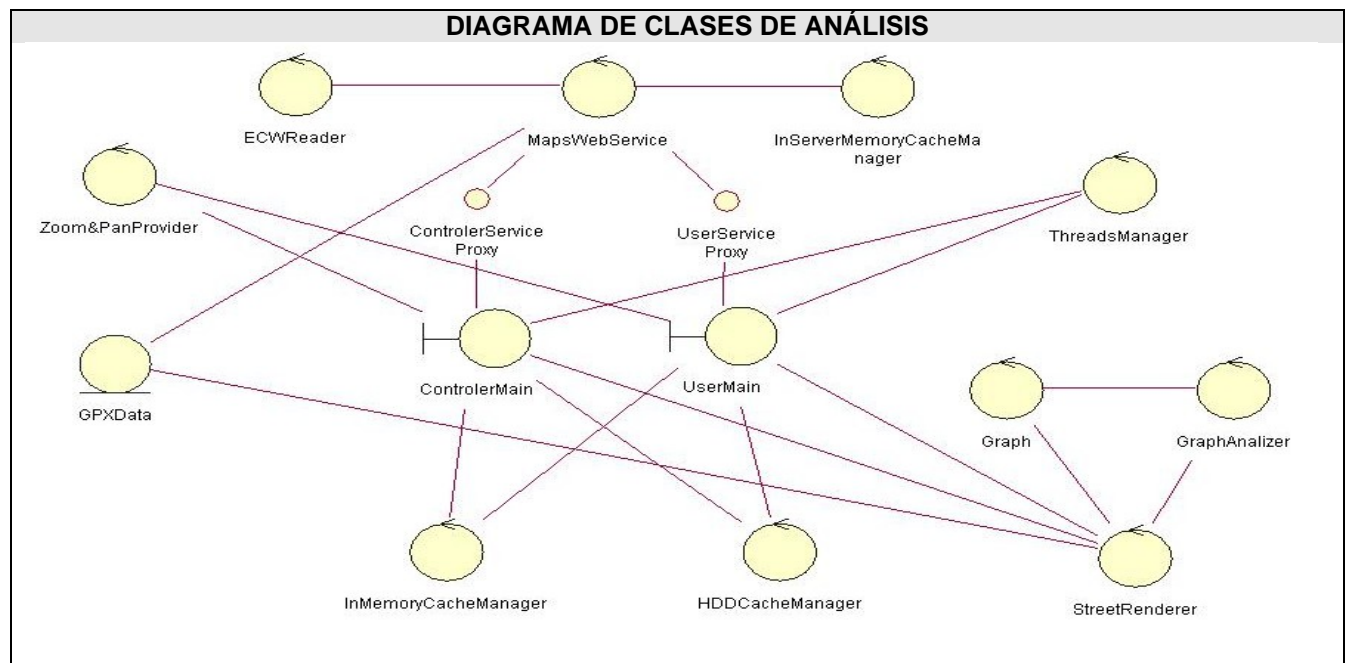 DIAGRAMA DE CLASES DE ANÁLISIS
ECWReader
MapsWebService
InServerMemoryCacheMa
nager
Zoom&PanProvider
ControlerService
Proxy
UserService
Proxy
ThreadsManager
GPXData
ControlerMain
UserMain
Graph
GraphAnalizer
InMemoryCacheManager
HDDCacheManager
StreetRenderer